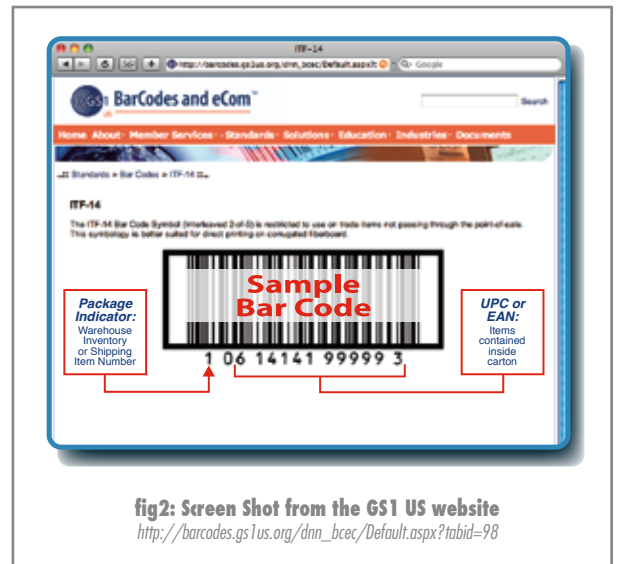 ITF-14
http://barcodes.gs1us.org/dnn_bcec/Default.aspx?t
Google
GS1
US
BarCodes and eCom™
Search
Home About· Member Services· ·Standards· Solutions· Education· Industries· Documents
..:: Standards » Bar Codes » ITF-14 ::..
ITF-14
The ITF-14 Bar Code Symbol (Interleaved 2-of-5) is restricted to use on trade items not passing through the point-of-sale.
This symbology is better suited for direct printing on corrugated fiberboard.
Sample
Bar Code
Package
Indicator:
Warehouse
Inventory
or Shipping
Item Number
UPC or
EAN:
Items
contained
inside
carton
1 06 14141 99999 3
fig2: Screen Shot from the GS1 US website
http://barcodes.gs1us.org/dnn_bcec/Default.aspx?tabid=98